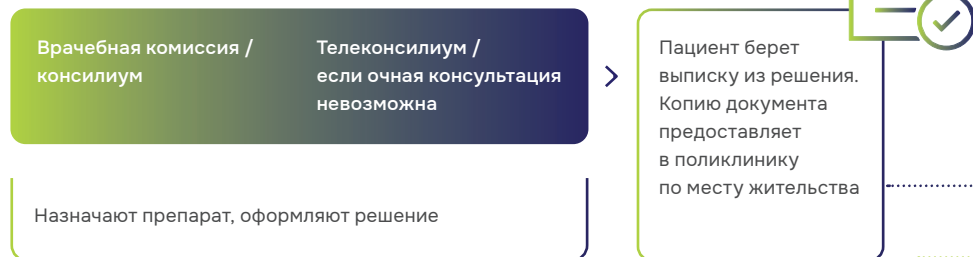 Врачебная комиссия /
консилиум
Телеконсилиум /
если очная консультация
невозможна
Назначают препарат, оформляют решение
Пациент берет
выписку из решения.
Копию документа
предоставляет
в поликлинику
по месту жительства